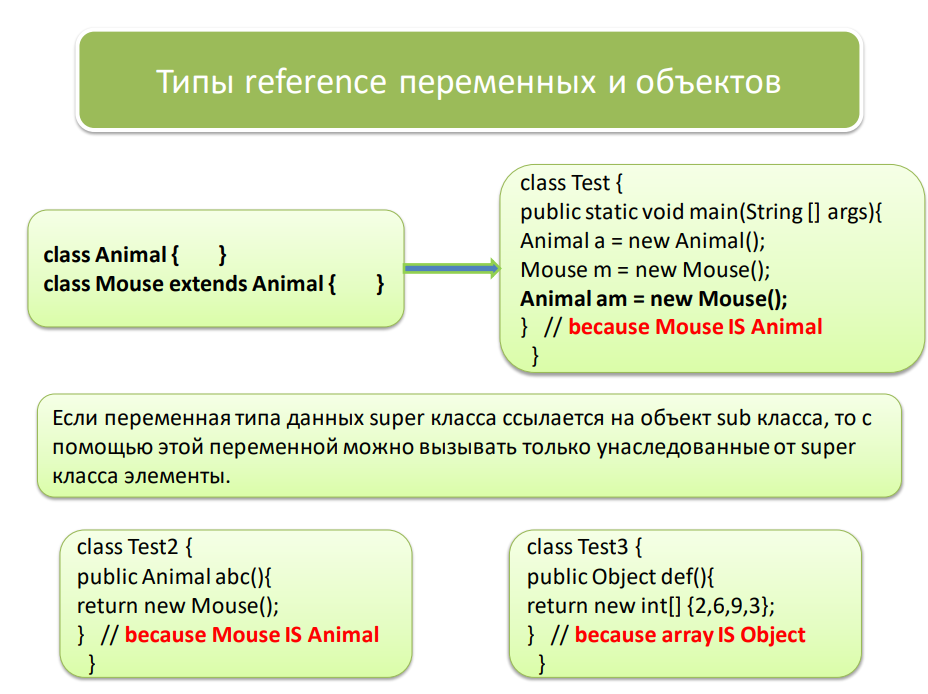 Типы reference переменных и объектов
class Animal { }
class Mouse extends Animal { }
class Test {
public static void main(String [] args){
Animal a = new Animal();
Mouse m = new Mouse();
Animal am = new Mouse();
} // because Mouse IS Animal
}
Если переменная типа данных super класса ссылается на объект sub класса, то с
помощью этой переменной можно вызывать только унаследованные от super
класса элементы.
class Test2 {
public Animal abc(){
return new Mouse();
} // because Mouse IS Animal
}
class Test3 {
public Object def(){
return new int[] {2,6,9,3};
} // because array IS Object
}